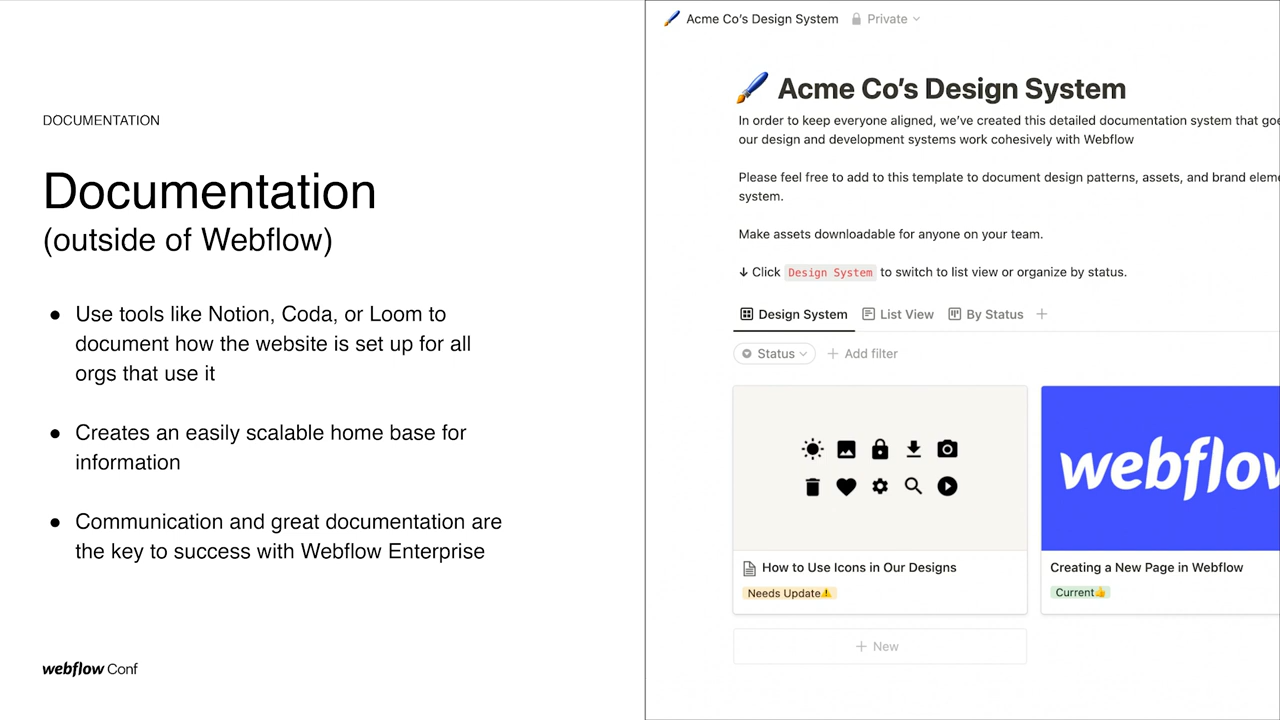 DOCUMENTATION
Documentation
(outside of Webflow)
● Use tools like Notion, Coda, or Loom to
document how the website is set up for all
orgs that use it
● Creates an easily scalable home base for
information
● Communication and great documentation are
the key to success with Webflow Enterprise
webflow Conf
Acme Co's Design System Private
Acme Co's Design System
In order to keep everyone aligned, we've created this detailed documentation system that
our design and development systems work cohesively with Webflow
Please feel free to add to this template to document design patterns, assets, and brand
system.
Make assets downloadable for anyone on your team.
↓ Click Design System to switch to list view or organize by status.
Design System List View By Status +
Status + Add filter
webflow
How to Use Icons in Our Designs
Needs Update⚠️
Creating a New Page in Webflow
Current👍
+ New